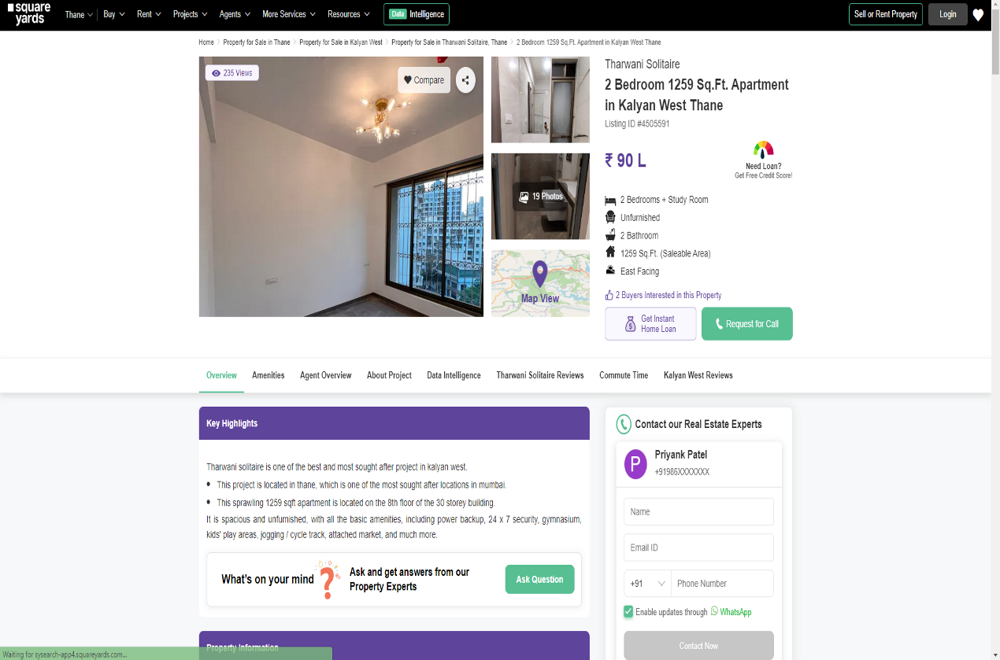 square yards
Thane Buy Rent Projects Agents More Services Resources Data Intelligence Sell or Rent Property Login
Home Property for Sale in Thane Property for Sale in Kalyan West Property for Sale in Tharwani Solitaire, Thane 2 Bedroom 1259 Sq.Ft. Apartment in Kalyan West Thane
235 Views
Compare
19 Photos
Map View
Tharwani Solitaire
2 Bedroom 1259 Sq.Ft. Apartment
in Kalyan West Thane
Listing ID #4505591
₹ 90 L
Need Loan?
Get Free Credit Score!
2 Bedrooms + Study Room
Unfurnished
2 Bathroom
1259 Sq.Ft. (Saleable Area)
East Facing
2 Buyers Interested in this Property
Get Instant
Home Loan
Request for Call
Overview Amenities Agent Overview About Project Data Intelligence Tharwani Solitaire Reviews Commute Time Kalyan West Reviews
Key Highlights
Tharwani solitaire is one of the best and most sought after project in kalyan west.
This project is located in thane, which is one of the most sought after locations in mumbai.
This sprawling 1259 sqft apartment is located on the 8th floor of the 30 storey building.
It is spacious and unfurnished, with all the basic amenities, including power backup, 24 x 7 security, gymnasium,
kids' play areas, jogging / cycle track, attached market, and much more.
What's on your mind
Ask and get answers from our
Property Experts
Ask Question
Property Information
Contact our Real Estate Experts
P
Priyank Patel
+91986XXXXXXX
Name
Email ID
+91 Phone Number
Enable updates through WhatsApp
Contact Now
Waiting for sysearch-app4.squareyards.com...